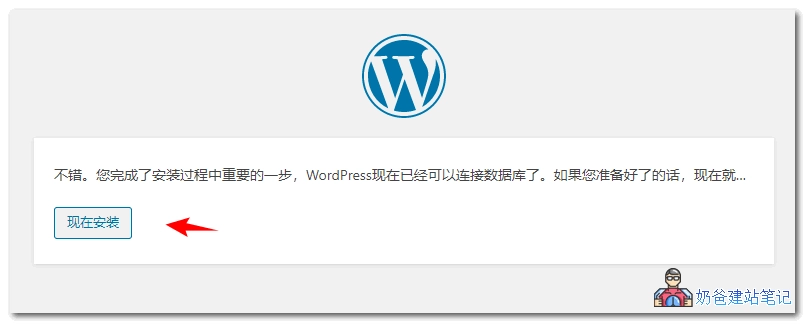 不错。您完成了安装过程中重要的一步，WordPress现在已经可以连接数据库了。如果您准备好了的话，现在就...
现在安装
奶爸建站笔记